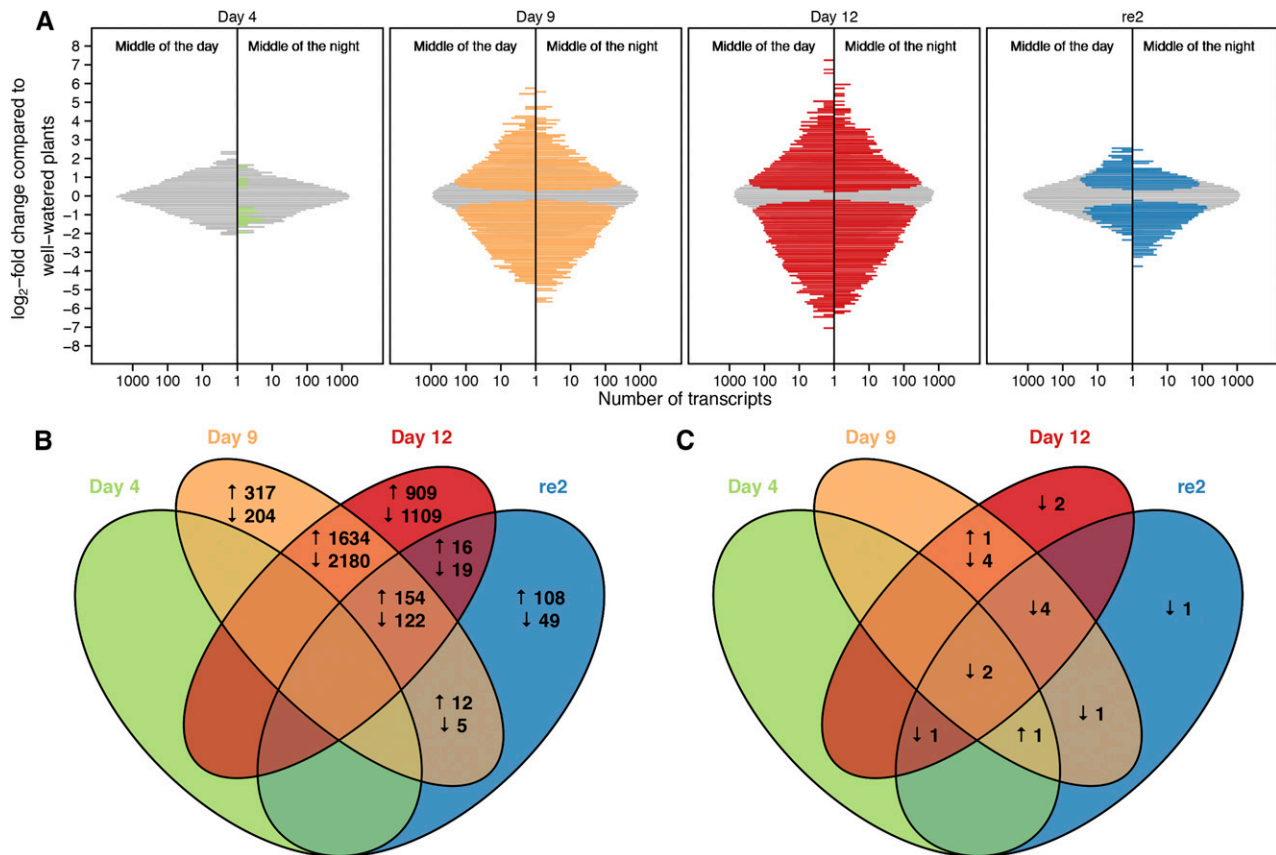 A
Day 4
Day 9
Day 12
re2
Middle of the day
Middle of the night
Middle of the day
Middle of the night
Middle of the day
Middle of the night
Middle of the day
Middle of the night
log2−fold change compared to
well−watered plants
8
7
6
5
4
3
2
1
0
−1
−2
−3
−4
−5
−6
−7
−8
1000 100 10 1 10 100 1000
1000 100 10 1 10 100 1000
1000 100 10 1 10 100 1000
1000 100 10 1 10 100 1000
Number of transcripts
B
Day 4
Day 9
Day 12
re2
↑ 317
↓ 204
↑ 909
↓ 1109
↑ 1634
↓ 2180
↑ 16
↓ 19
↑ 154
↓ 122
↑ 108
↓ 49
↑ 12
↓ 5
C
Day 4
Day 9
Day 12
re2
↓ 2
↑ 1
↓ 4
↓4
↓ 1
↓ 2
↓ 1
↓ 1
↑ 1